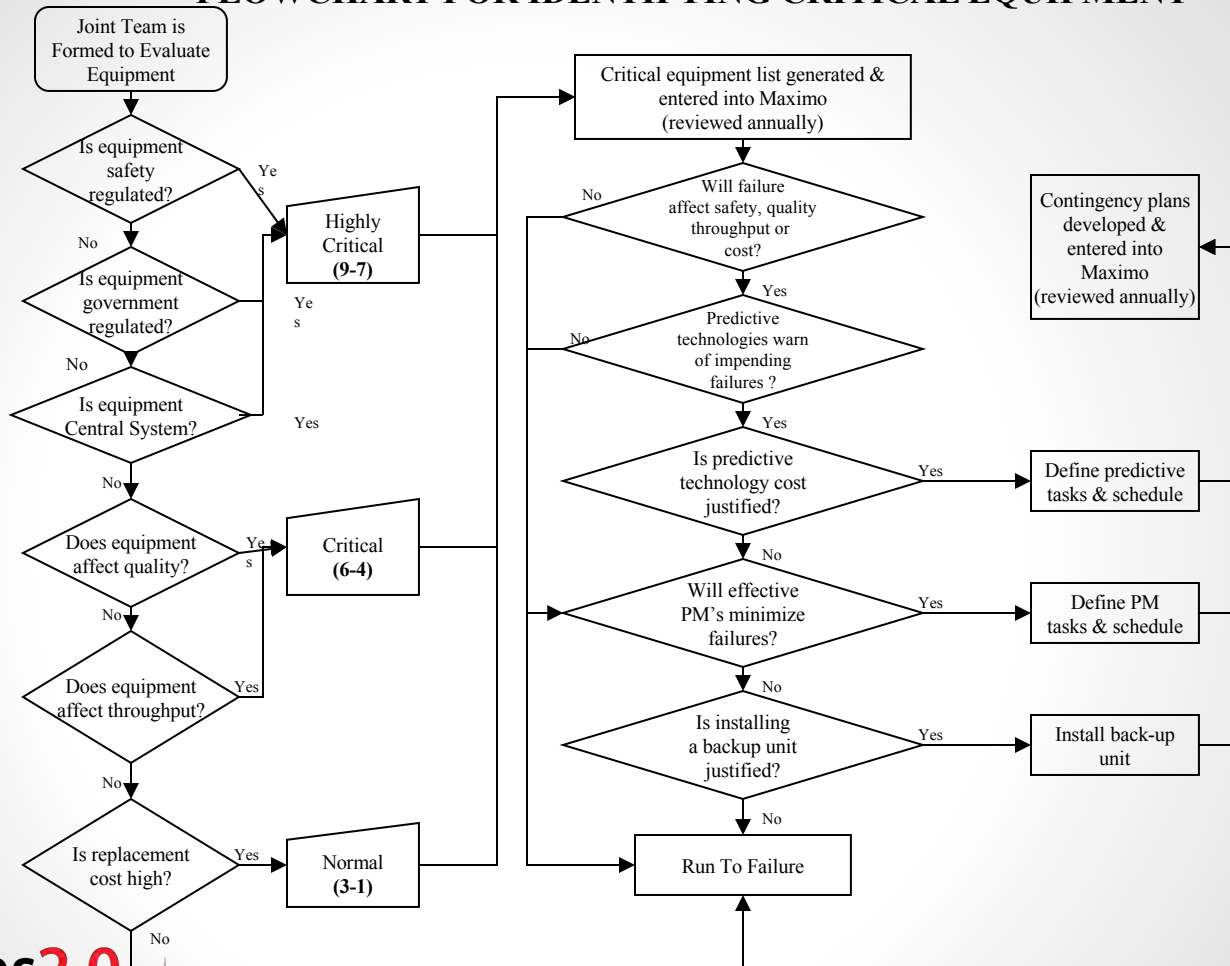 FLOWCHART FOR IDENTIFYING CRITICAL EQUIPMENT
Joint Team is
Formed to Evaluate
Equipment
Is equipment
safety
regulated?
Ye
s
No
Is equipment
government
regulated?
Ye
s
No
Is equipment
Central System?
Yes
No
Highly
Critical
(9-7)
Does equipment
affect quality?
Ye
s
No
Critical
(6-4)
Does equipment
affect throughput?
Yes
No
Is replacement
cost high?
Yes
No
Normal
(3-1)
Critical equipment list generated &
entered into Maximo
(reviewed annually)
Will failure
affect safety, quality
throughput or
cost?
No
Yes
Predictive
technologies warn
of impending
failures ?
No
Yes
Is predictive
technology cost
justified?
Yes
No
Define predictive
tasks & schedule
Will effective
PM’s minimize
failures?
Yes
No
Define PM
tasks & schedule
Is installing
a backup unit
justified?
Yes
No
Install back-up
unit
Run To Failure
Contingency plans
developed &
entered into
Maximo
(reviewed annually)